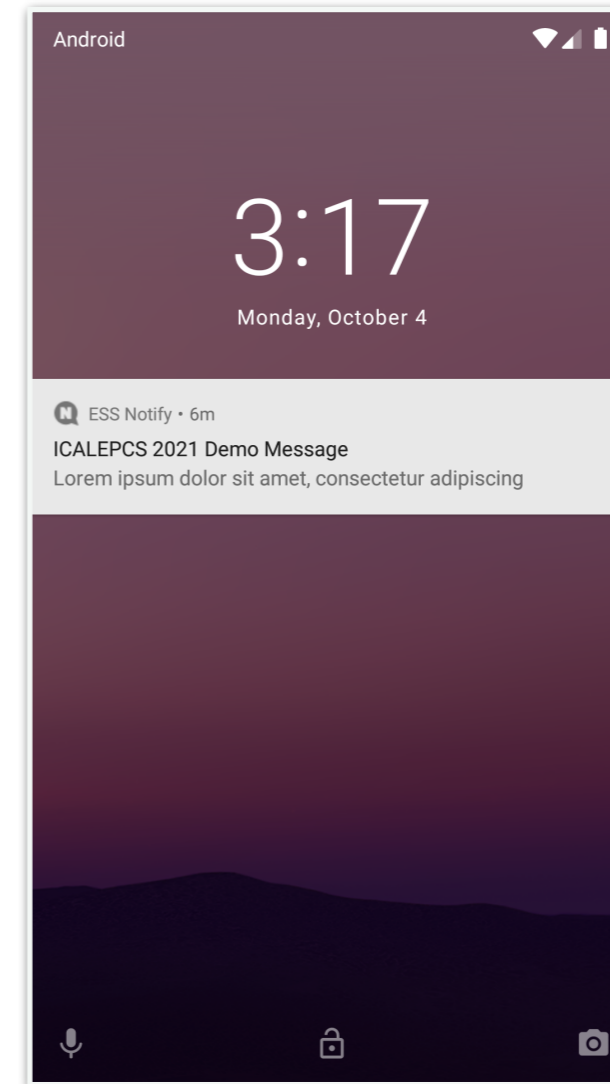 Android
3:17
Monday, October 4
N ESS Notify • 6m
ICALEPCS 2021 Demo Message
Lorem ipsum dolor sit amet, consectetur adipiscing